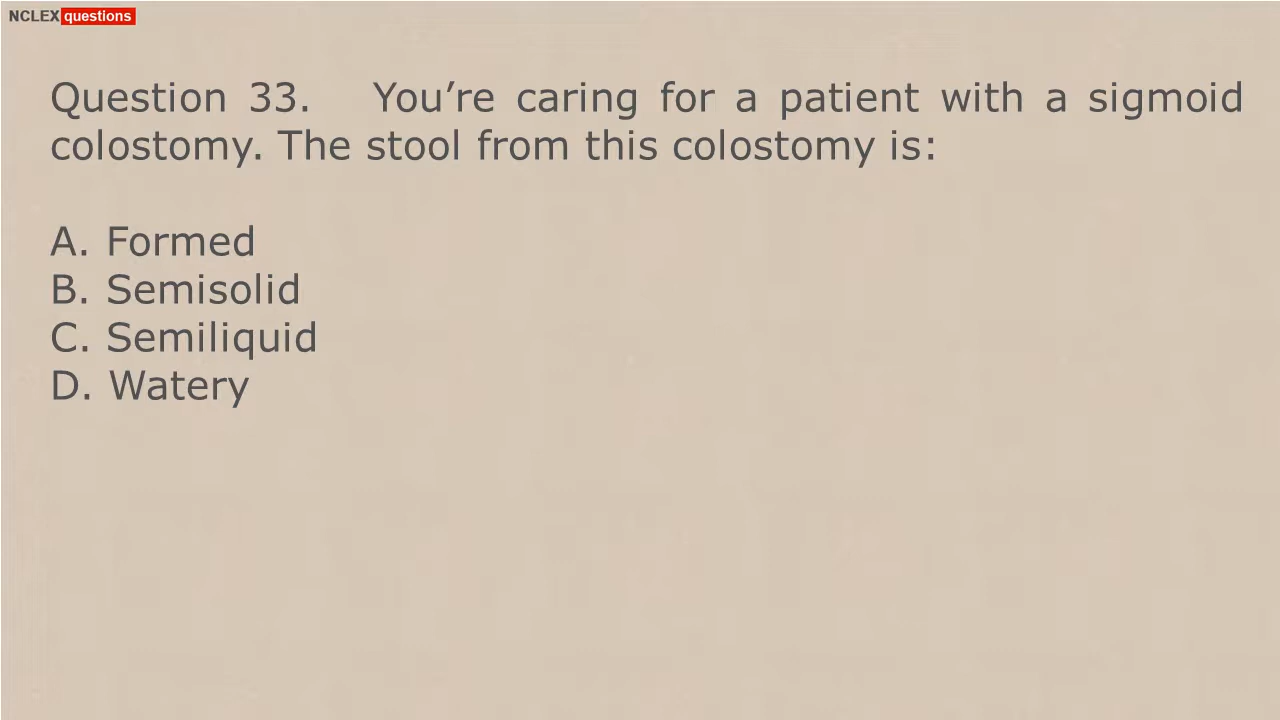 NCLEX questions
Question 33. You’re caring for a patient with a sigmoid
colostomy. The stool from this colostomy is:
A. Formed
B. Semisolid
C. Semiliquid
D. Watery